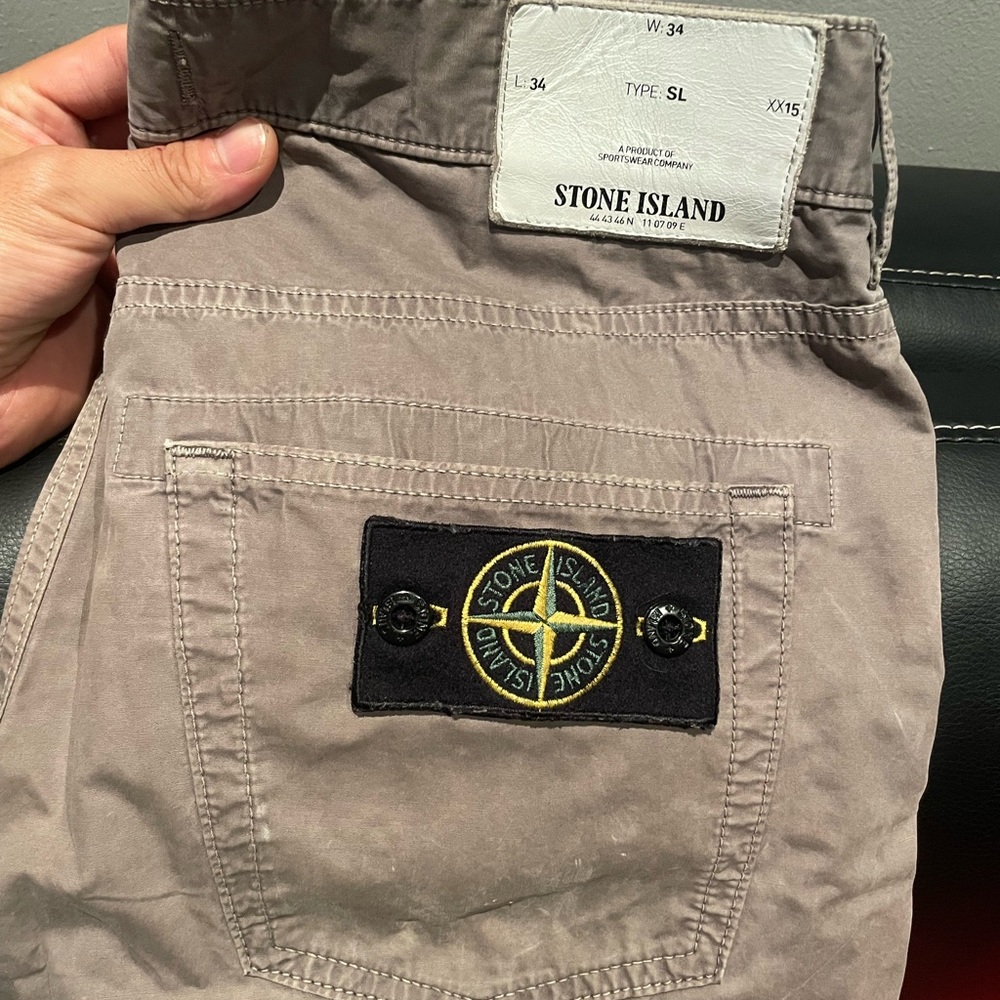 W: 34
L: 34
TYPE: SL
XX15
A PRODUCT OF
SPORTSWEAR COMPANY
STONE ISLAND
44 43 46 N 11 07 09 E
STONE ISLAND
STONE ISLAND